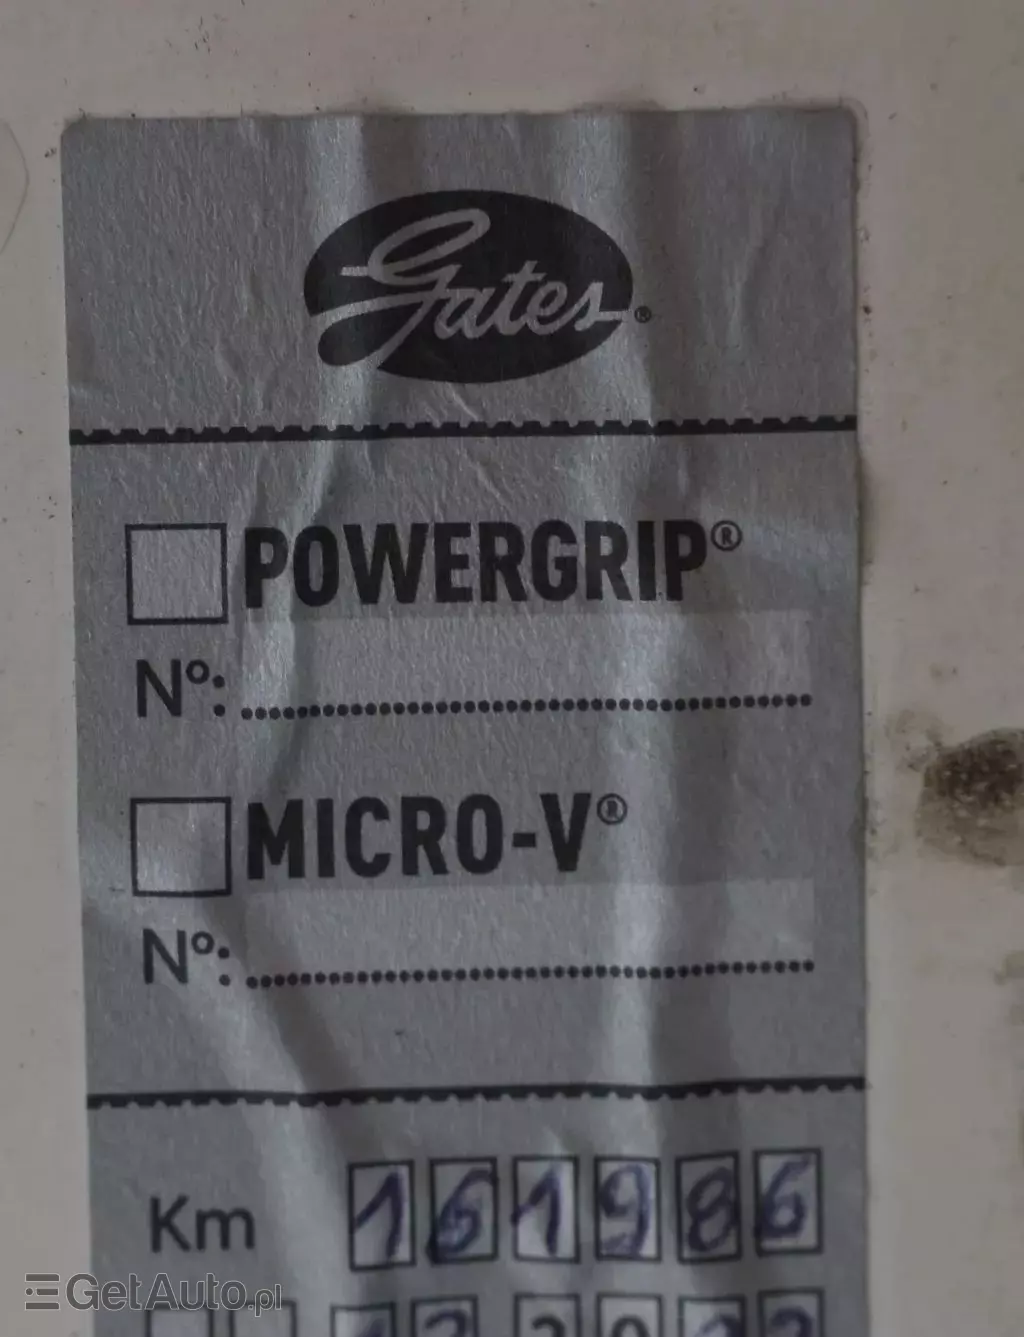 Gates®
POWERGRIP®
Nº:
MICRO-V®
Nº:
Km 161986
GetAuto.pl